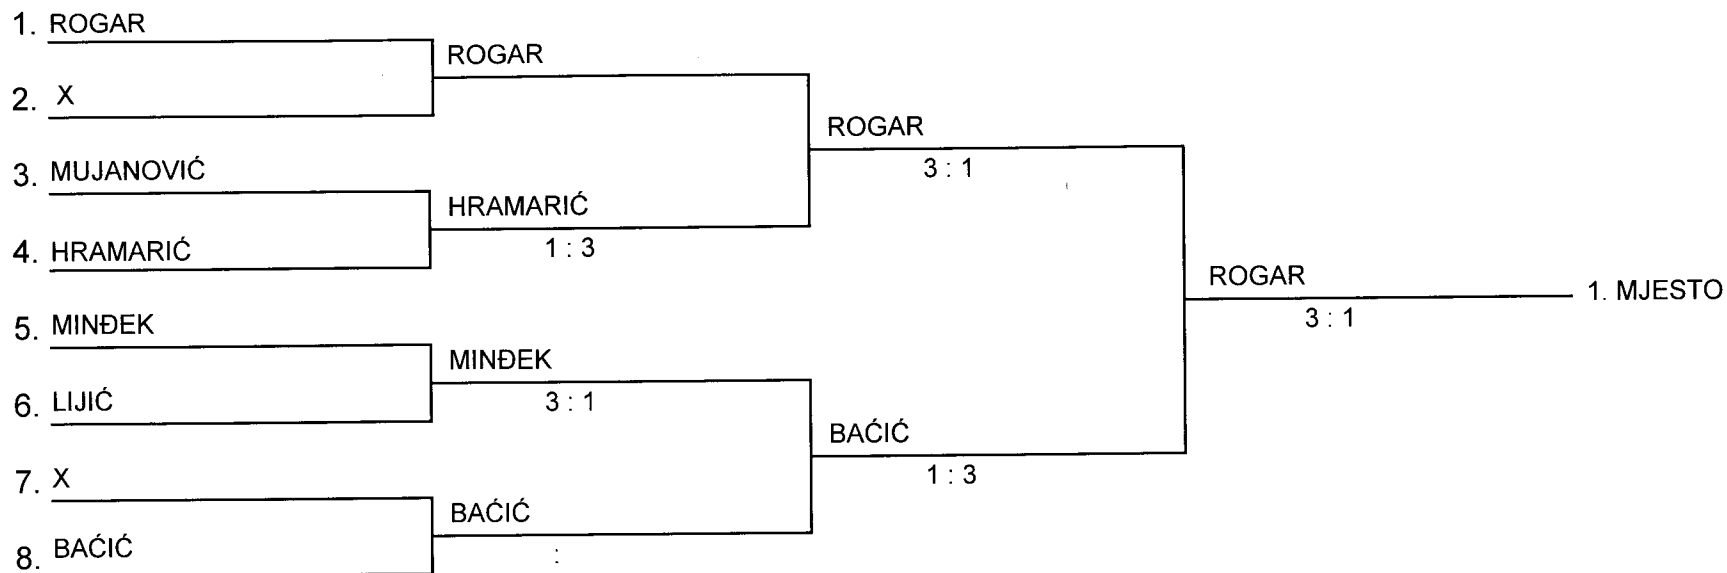 1. ROGAR
ROGAR
2. X
ROGAR
3 : 1
3. MUJANOVIĆ
HRAMARIĆ
1 : 3
4. HRAMARIĆ
ROGAR
3 : 1
1. MJESTO
5. MINĐEK
MINĐEK
3 : 1
6. LIJIĆ
BAĆIĆ
1 : 3
7. X
BAĆIĆ
:
8. BAĆIĆ